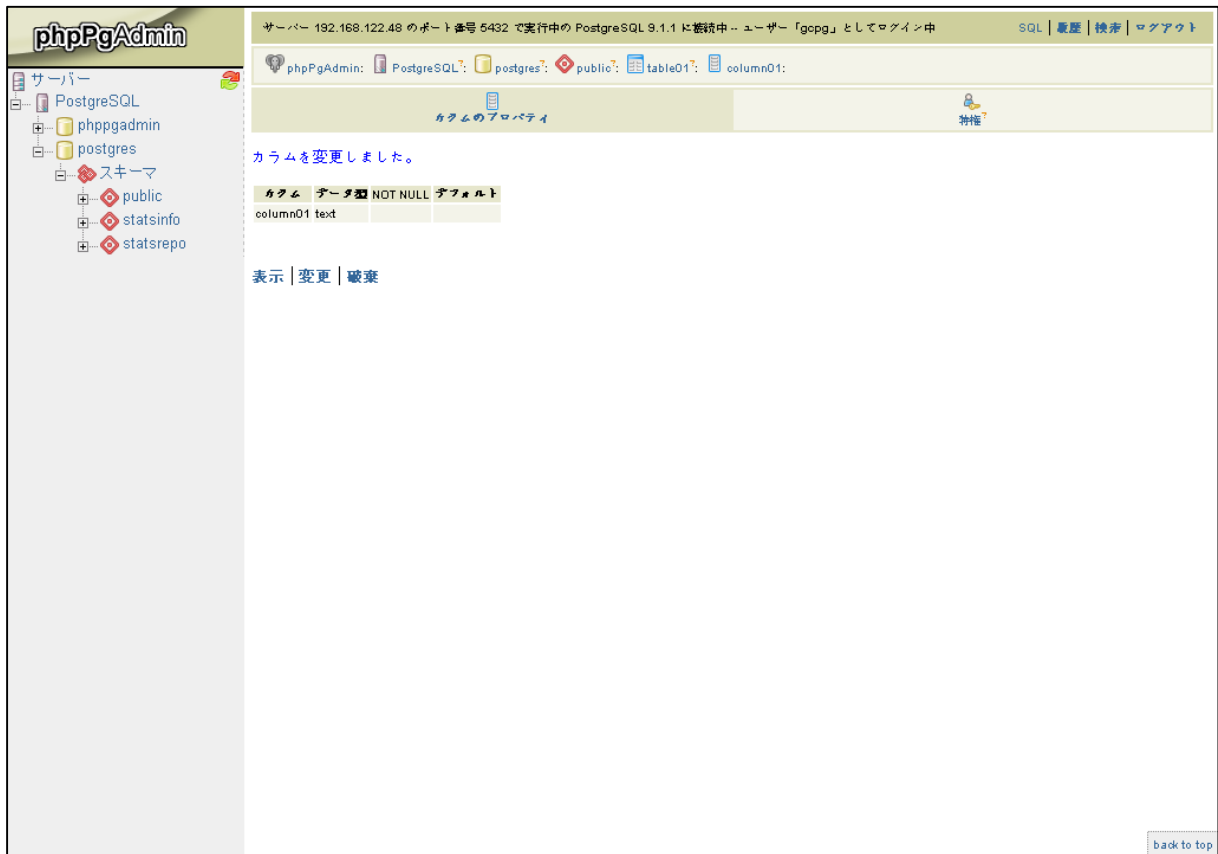 phpPgAdmin
サーバー
PostgreSQL
phppgadmin
postgres
スキーマ
public
statsinfo
statsrepo
サーバー 192.168.122.48 のポート番号 5432 で実行中の PostgreSQL 9.1.1 に接続中 -- ユーザー「gopg」としてログイン中
SQL | 履歴 | 検索 | ログアウト
phpPgAdmin: PostgreSQL?: postgres?: public?: table01?: column01:
カラムのプロパティ
特権?
カラムを変更しました。
カラム データ型 NOT NULL デフォルト
column01 text
表示 | 変更 | 破棄
back to top